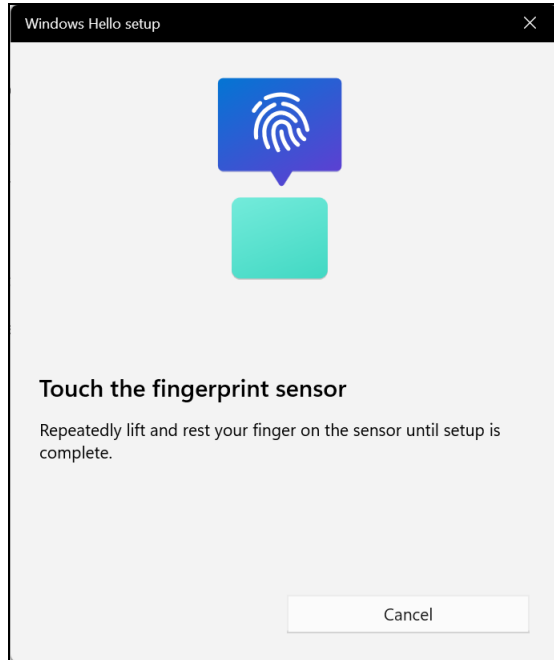 Windows Hello setup
Touch the fingerprint sensor
Repeatedly lift and rest your finger on the sensor until setup is
complete.
Cancel